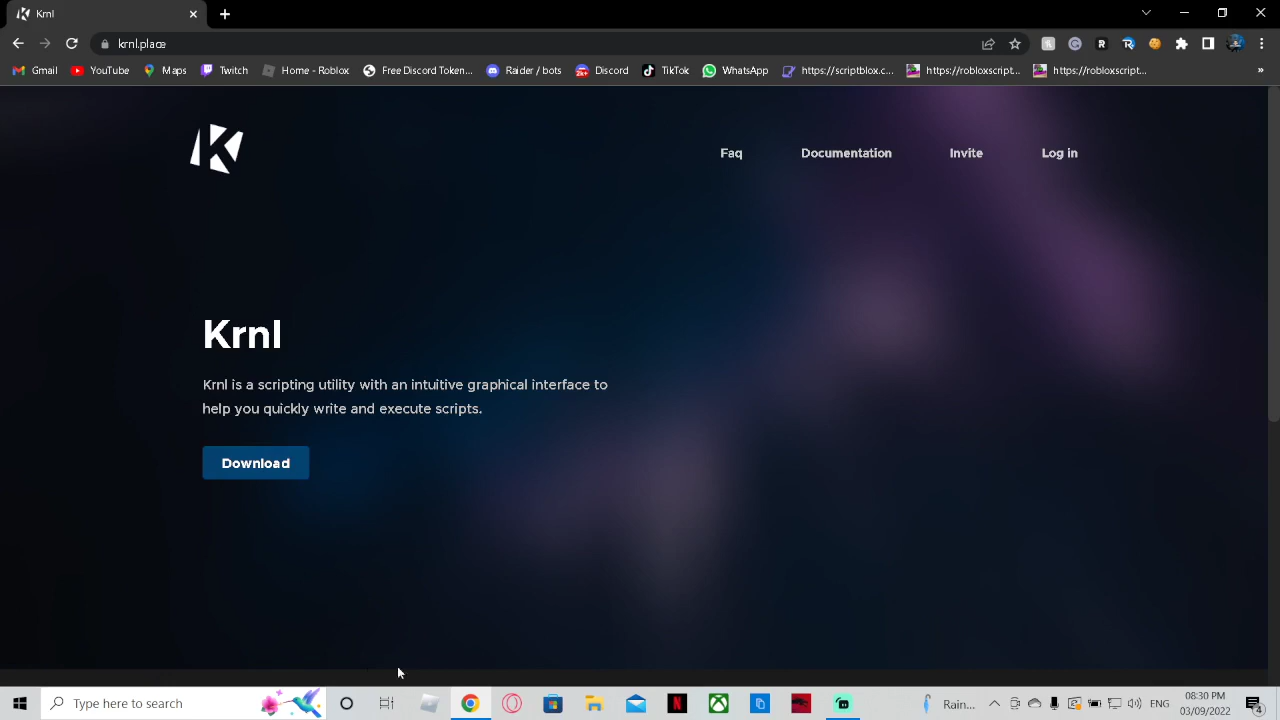 Krnl
krnl.place
Gmail YouTube Maps Twitch Home - Roblox Free Discord Token... Raider / bots Discord TikTok WhatsApp https://scriptblox.c... https://robloxscript... https://robloxscript... »
Faq Documentation Invite Log in
Krnl
Krnl is a scripting utility with an intuitive graphical interface to
help you quickly write and execute scripts.
Download
Type here to search
Rain... ENG 08:30 PM
03/09/2022 4